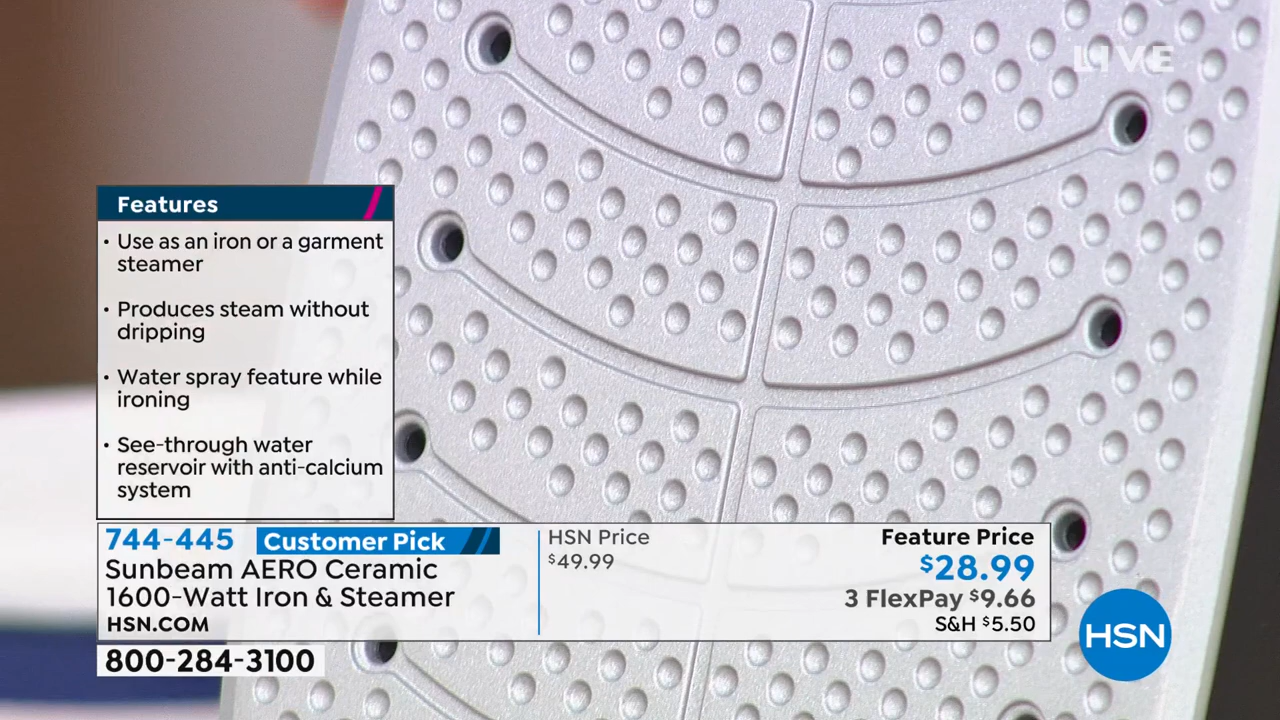 LIVE
Features
• Use as an iron or a garment
steamer
• Produces steam without
dripping
• Water spray feature while
ironing
• See-through water
reservoir with anti-calcium
system
744-445 Customer Pick
Sunbeam AERO Ceramic
1600-Watt Iron & Steamer
HSN.COM
HSN Price
$49.99
Feature Price
$28.99
3 FlexPay $9.66
S&H $5.50
HSN
800-284-3100